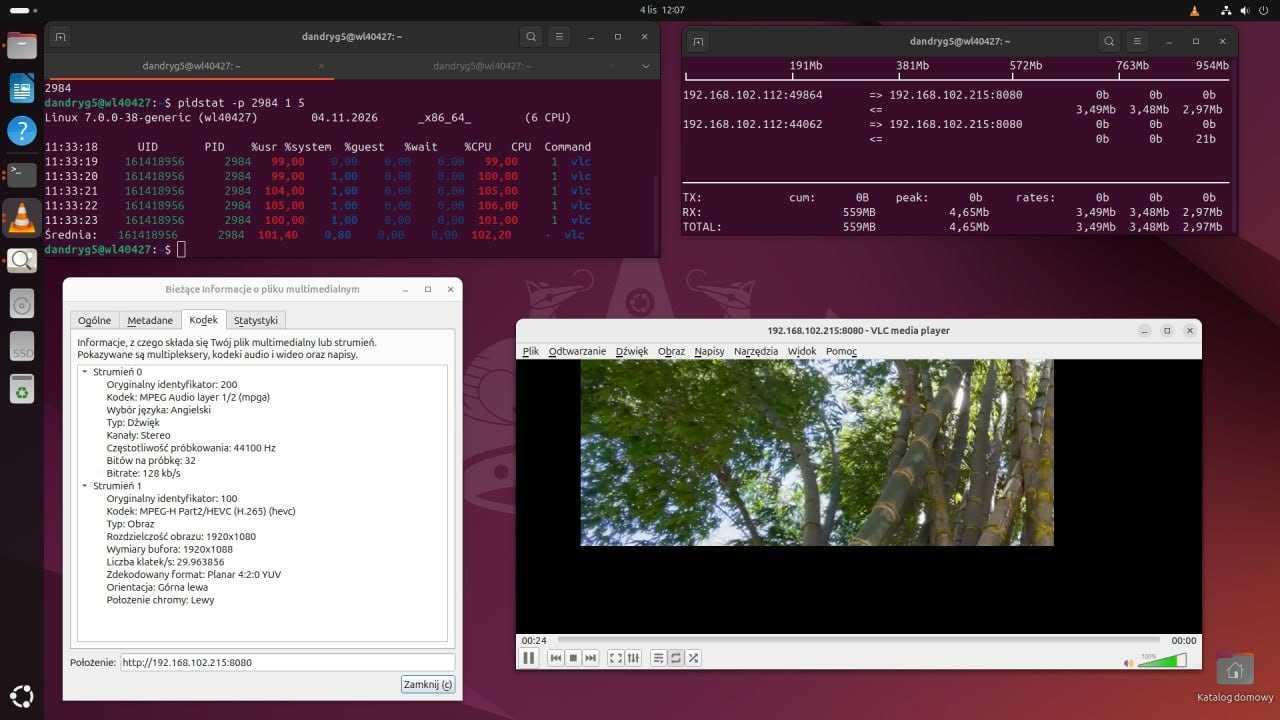 4 lis 12:07
dandryg5@wl40427: ~
dandryg5@wl40427: ~
dandryg5@wl40427: ~
2984
dandryg5@wl40427:~$ pidstat -p 2984 1 5
Linux 7.0.0-38-generic (wl40427) 04.11.2026 _x86_64_ (6 CPU)
11:33:18 UID PID %usr %system %guest %wait %CPU CPU Command
11:33:19 161418956 2984 99,00 0,00 0,00 0,00 99,00 1 vlc
11:33:20 161418956 2984 99,00 1,00 0,00 0,00 100,00 1 vlc
11:33:21 161418956 2984 104,00 1,00 0,00 0,00 105,00 1 vlc
11:33:22 161418956 2984 105,00 1,00 0,00 0,00 106,00 1 vlc
11:33:23 161418956 2984 100,00 1,00 0,00 0,00 101,00 1 vlc
Średnia: 161418956 2984 101,40 0,80 0,00 0,00 102,20 - vlc
dandryg5@wl40427:~$
dandryg5@wl40427: ~
191Mb 381Mb 572Mb 763Mb 954Mb
192.168.102.112:49864 => 192.168.102.215:8080 0b 0b 0b
<= 3,49Mb 3,48Mb 2,97Mb
192.168.102.112:44062 => 192.168.102.215:8080 0b 0b 0b
<= 0b 0b 21b
TX: cum: 0B peak: 0b rates: 0b 0b 0b
RX: 559MB 4,65Mb 3,49Mb 3,48Mb 2,97Mb
TOTAL: 559MB 4,65Mb 3,49Mb 3,48Mb 2,97Mb
SSD
Bieżące Informacje o pliku multimedialnym
Ogólne Metadane Kodek Statystyki
Informacje, z czego składa się Twój plik multimedialny lub strumień.
Pokazywane są multipleksery, kodeki audio i wideo oraz napisy.
Strumień 0
Oryginalny identyfikator: 200
Kodek: MPEG Audio layer 1/2 (mpga)
Wybór języka: Angielski
Typ: Dźwięk
Kanały: Stereo
Częstotliwość próbkowania: 44100 Hz
Bitów na próbkę: 32
Bitrate: 128 kb/s
Strumień 1
Oryginalny identyfikator: 100
Kodek: MPEG-H Part2/HEVC (H.265) (hevc)
Typ: Obraz
Rozdzielczość obrazu: 1920x1080
Wymiary bufora: 1920x1088
Liczba klatek/s: 29.963856
Zdekodowany format: Planar 4:2:0 YUV
Orientacja: Górna lewa
Położenie chromy: Lewy
Położenie: http://192.168.102.215:8080
Zamknij (c)
192.168.102.215:8080 - VLC media player
Plik Odtwarzanie Dźwięk Obraz Napisy Narzędzia Widok Pomoc
00:24 00:00
100%
Katalog domowy